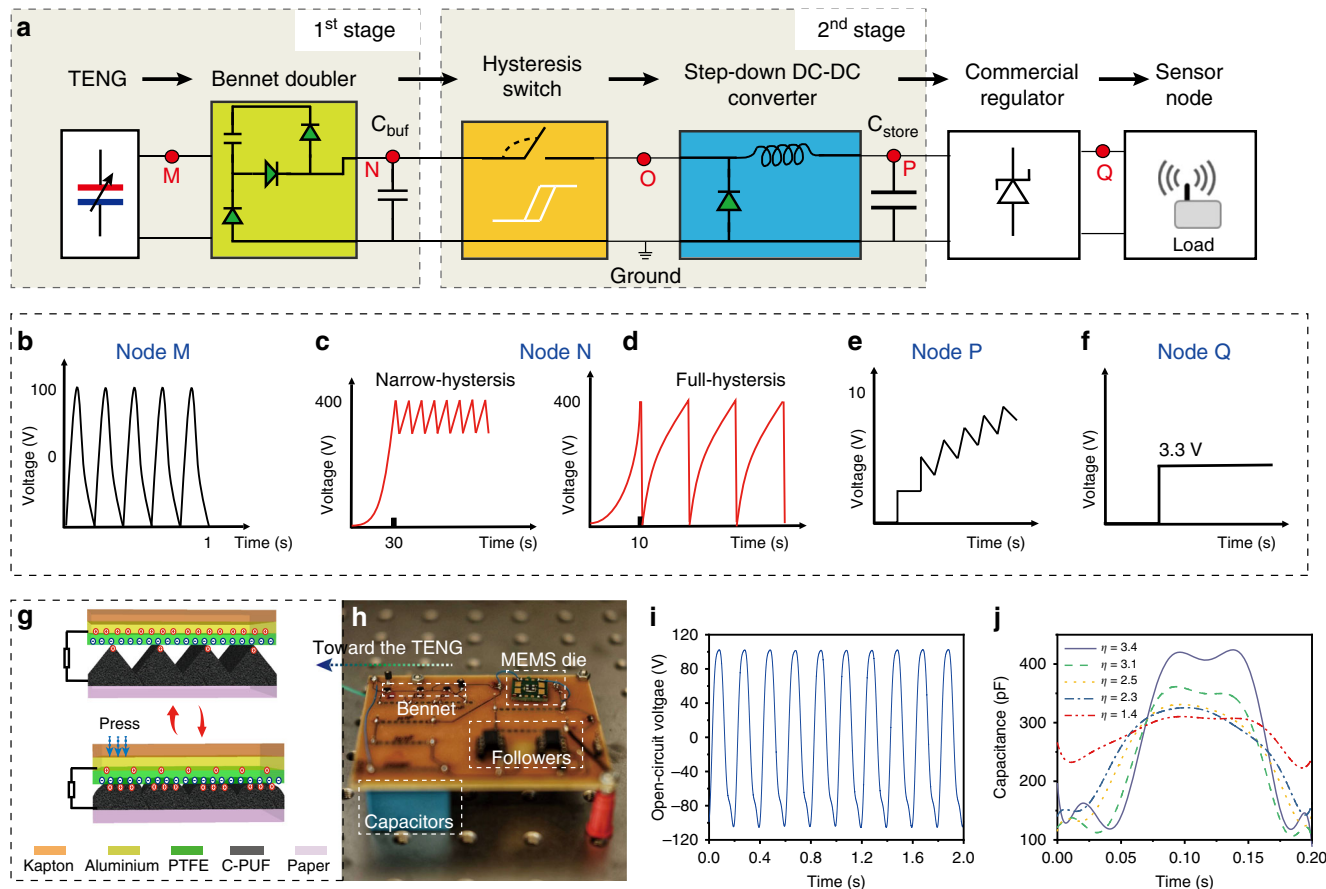 a
1st stage
2nd stage
TENG
Bennet doubler
Hysteresis
switch
Step-down DC-DC
converter
Commercial
regulator
Sensor
node
Cbuf
Cstore
M
N
O
P
Q
Ground
Load
b
Node M
100
0
Voltage (V)
1
Time (s)
c
Node N
Narrow-hystersis
400
Voltage (V)
30
Time (s)
d
Full-hystersis
400
Voltage (V)
10
Time (s)
e
Node P
10
Voltage (V)
Time (s)
f
Node Q
3.3 V
Voltage (V)
Time (s)
g
Press
Kapton
Aluminium
PTFE
C-PUF
Paper
h
Toward the TENG
MEMS die
Bennet
Followers
Capacitors
i
120
80
40
0
−40
−80
−120
Open-circuit voltgae (V)
0.0
0.4
0.8
1.2
1.6
2.0
Time (s)
j
η = 3.4
η = 3.1
η = 2.5
η = 2.3
η = 1.4
400
300
200
100
Capacitance (pF)
0.00
0.05
0.10
0.15
0.20
Time (s)